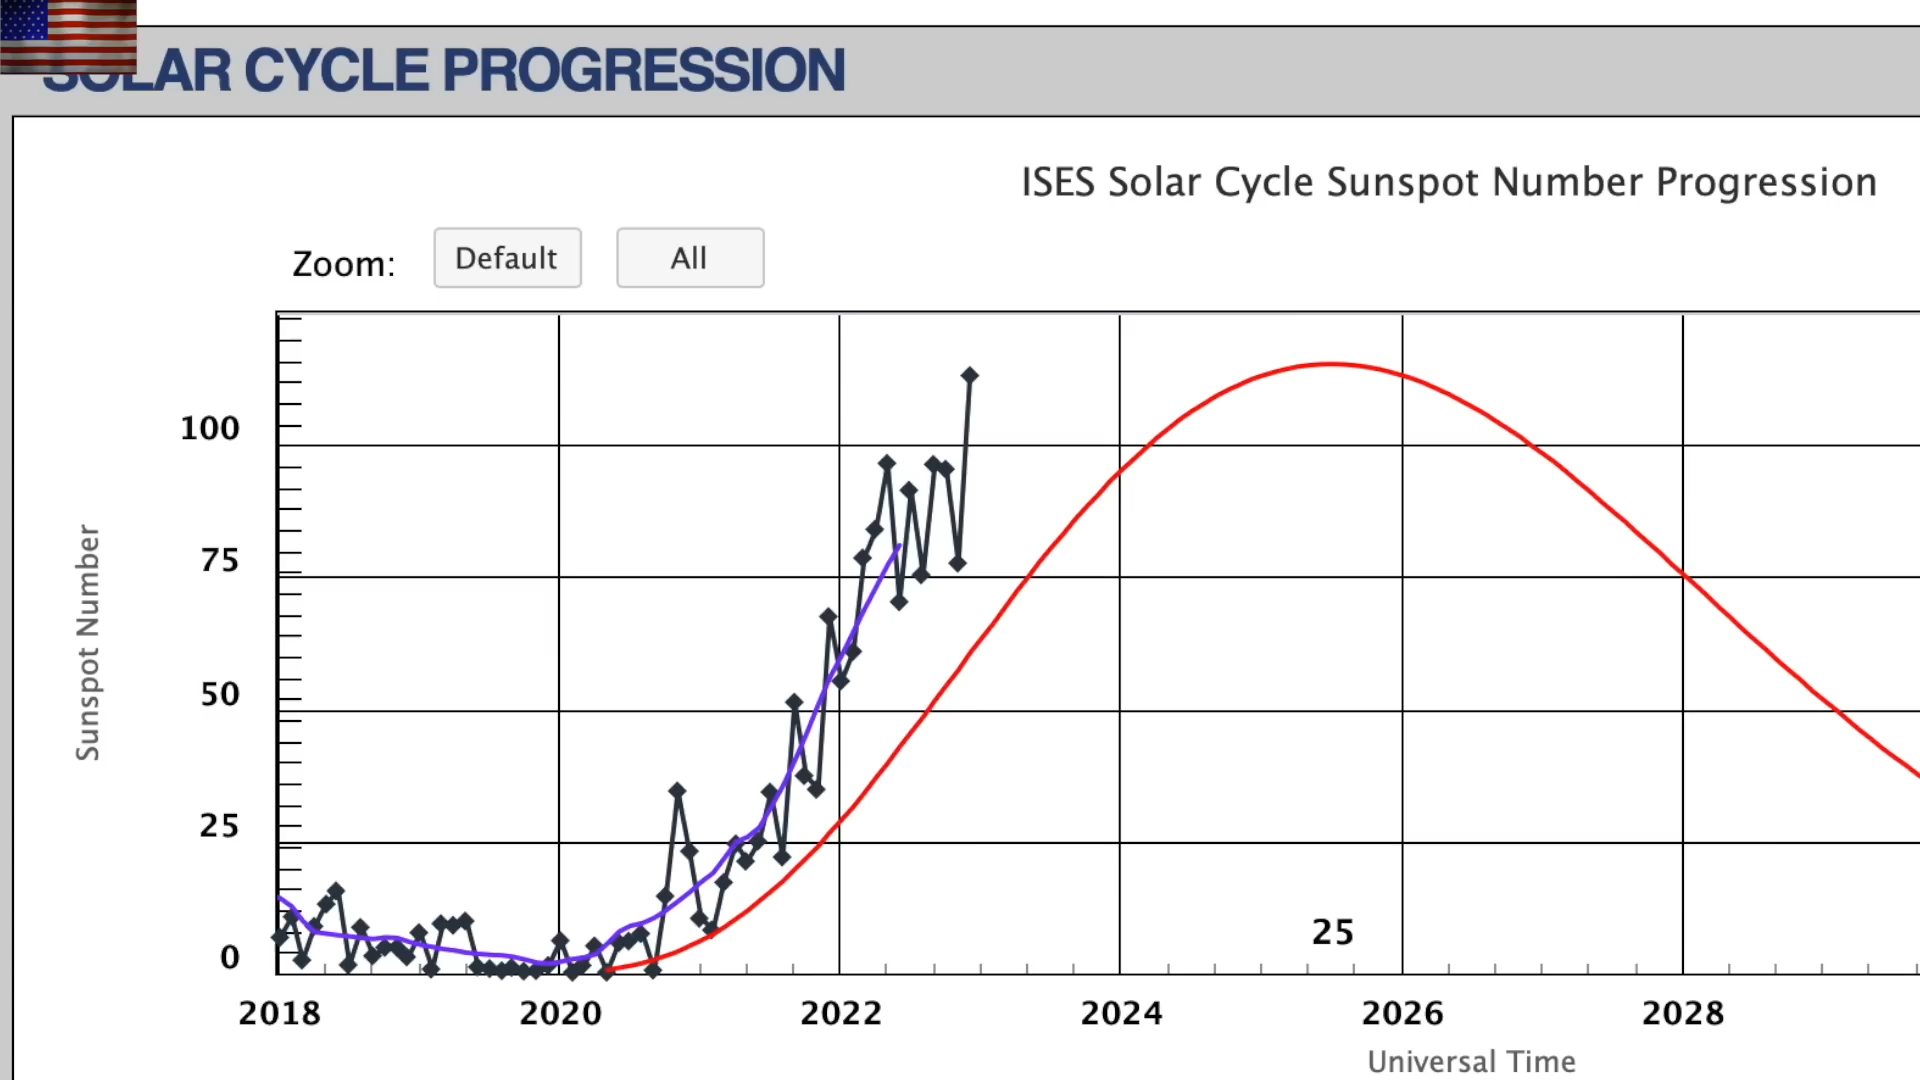 SOLAR CYCLE PROGRESSION
ISES Solar Cycle Sunspot Number Progression
Zoom: Default All
100
75
50
25
0
Sunspot Number
25
2018 2020 2022 2024 2026 2028
Universal Time